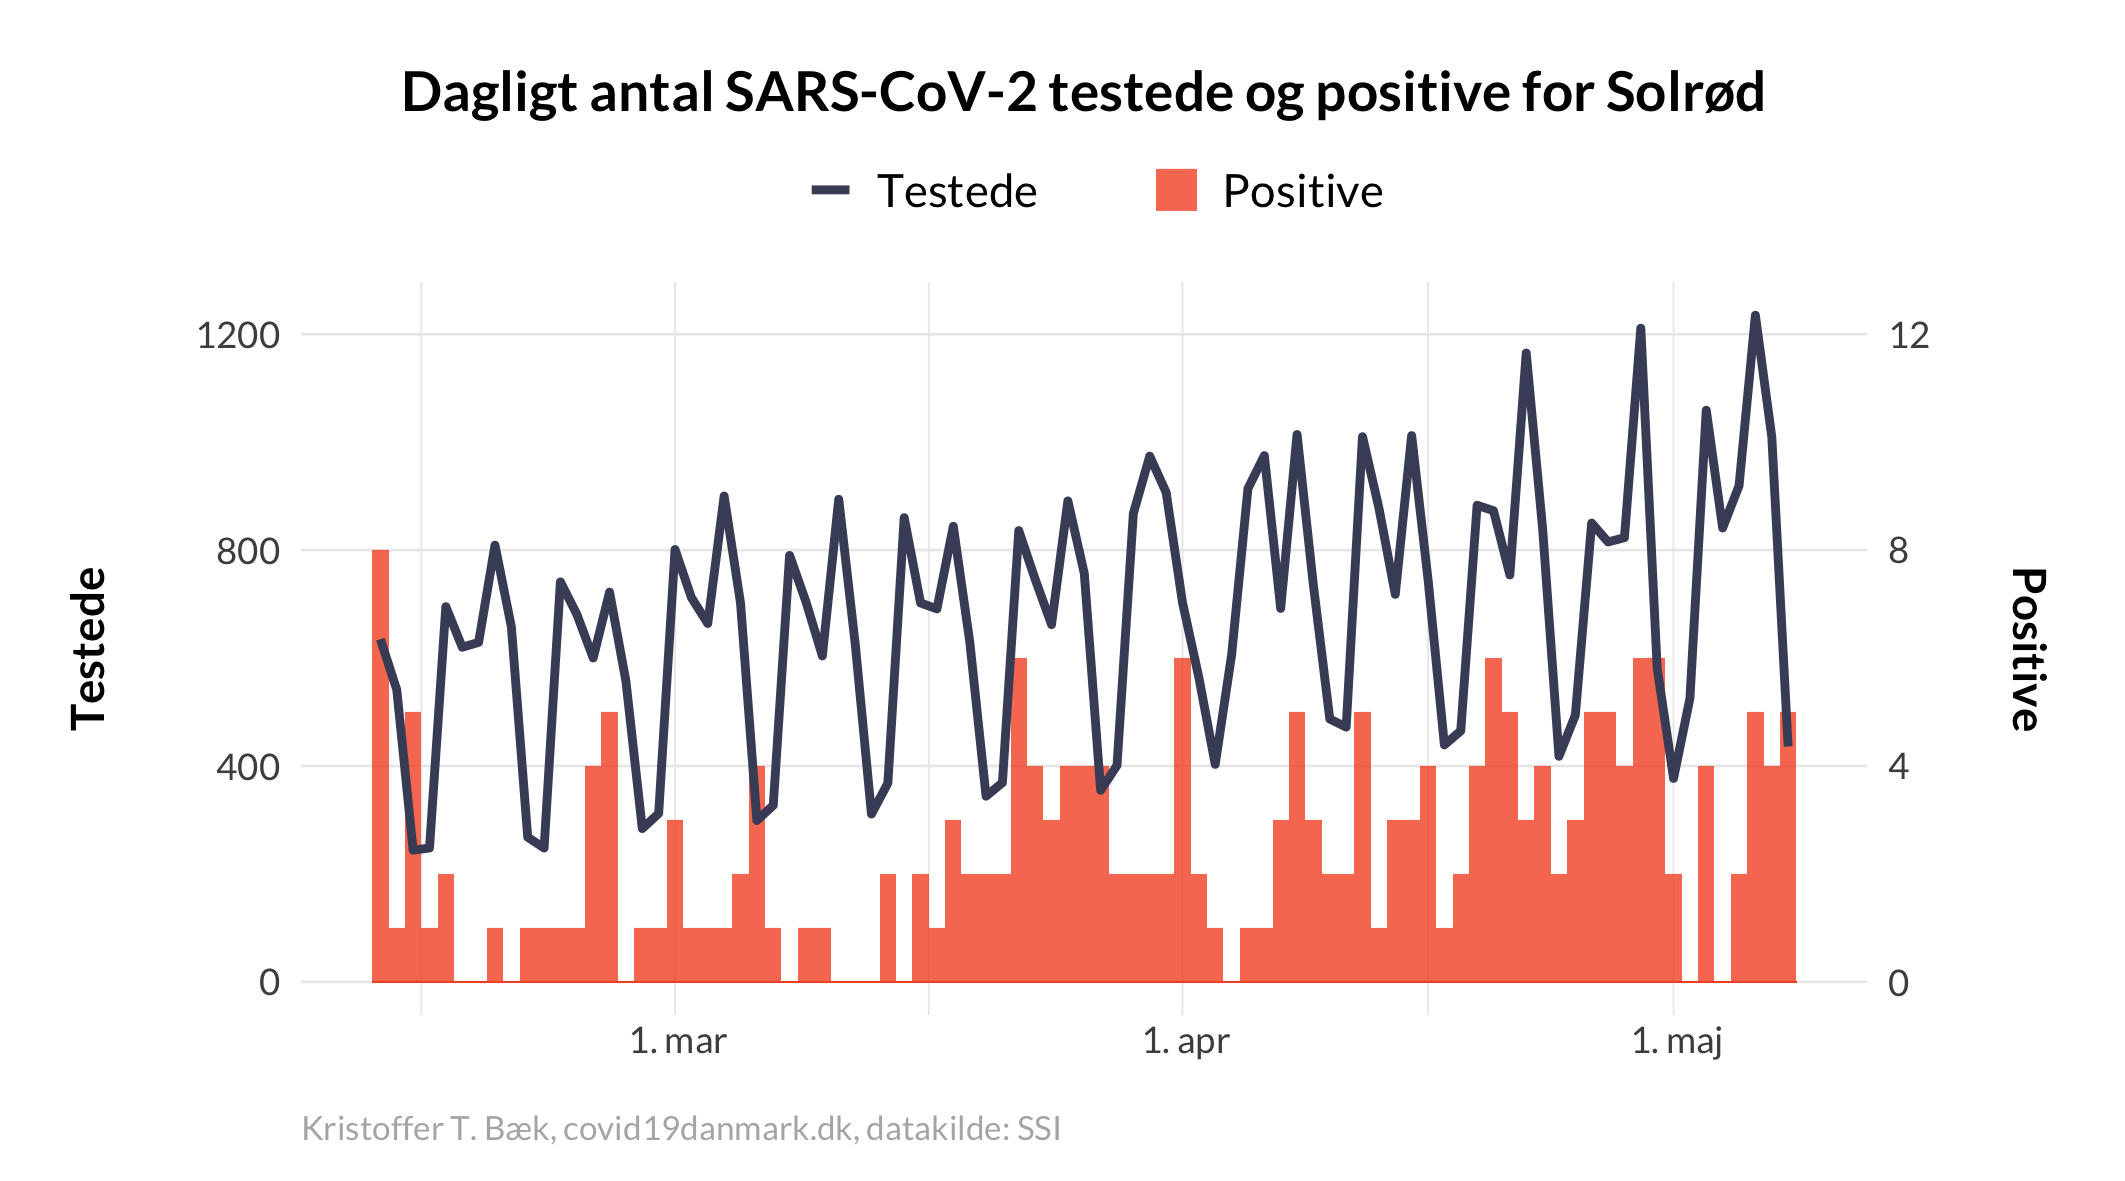 Dagligt antal SARS-CoV-2 testede og positive for Solrød
Testede
Positive
1200
800
400
0
12
8
4
0
Testede
Positive
1. mar
1. apr
1. maj
Kristoffer T. Bæk, covid19danmark.dk, datakilde: SSI